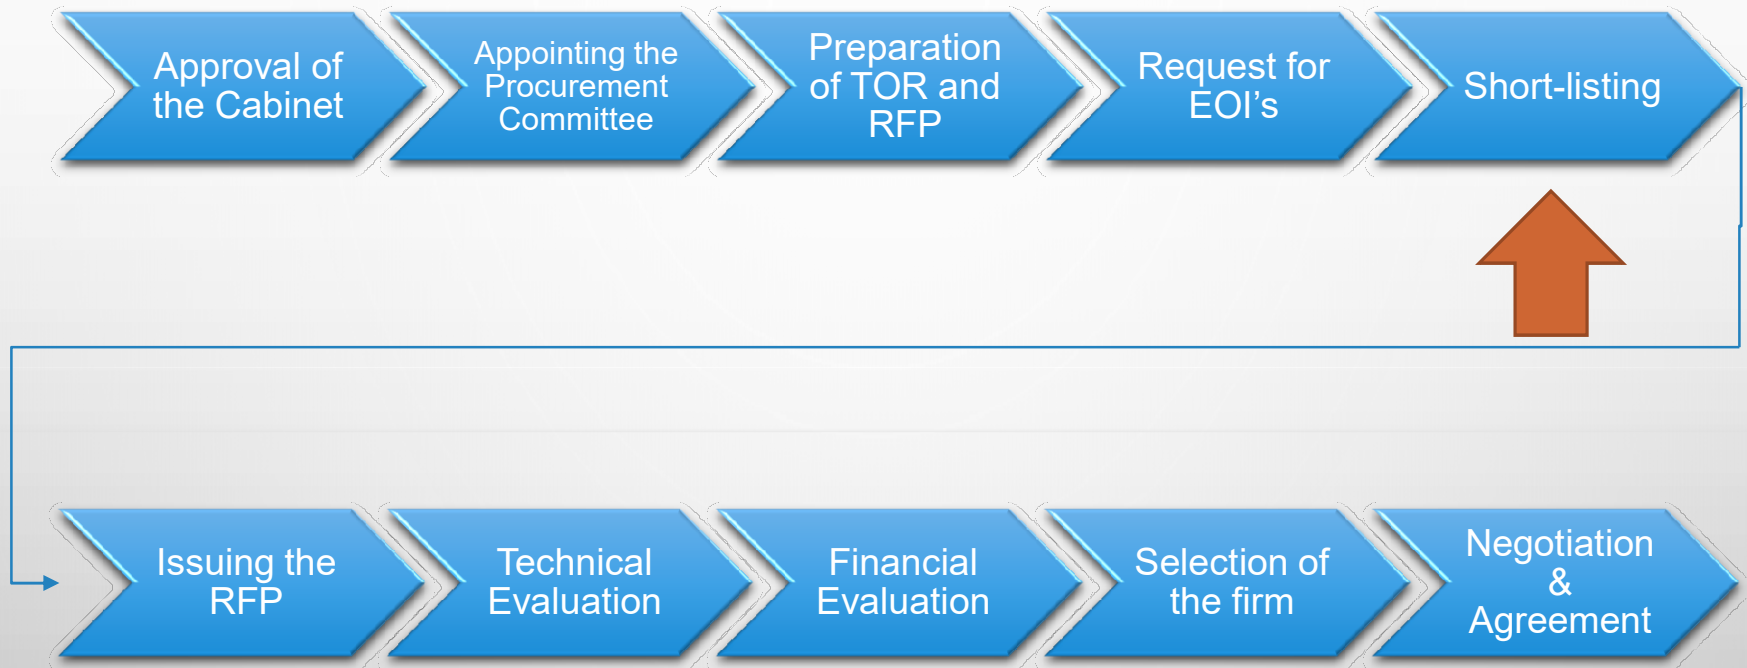 Approval of
the Cabinet
Appointing the
Procurement
Committee
Preparation
of TOR and
RFP
Request for
EOI’s
Short-listing
Issuing the
RFP
Technical
Evaluation
Financial
Evaluation
Selection of
the firm
Negotiation
&
Agreement